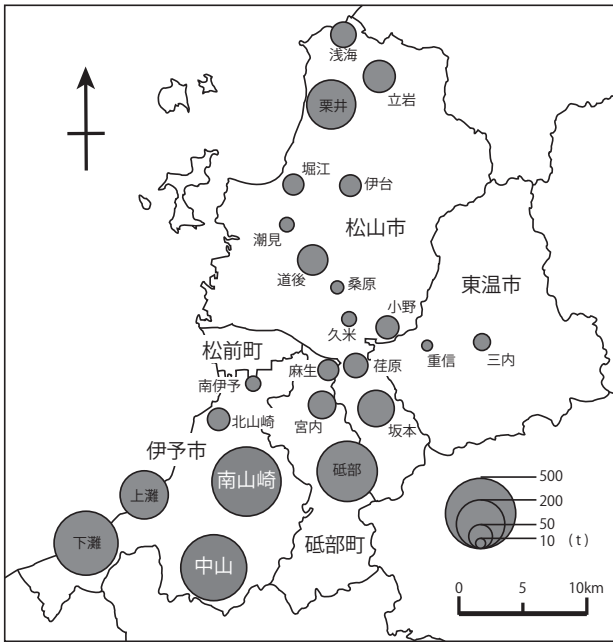 浅海
立岩
栗井
堀江
伊台
潮見
松山市
道後
桑原
小野
東温市
久米
重信
三内
松前町
麻生
荏原
南伊予
北山崎
宮内
坂本
伊予市
南山崎
砥部
上灘
下灘
中山
砥部町
500
200
50
10 (t)
0 5 10km